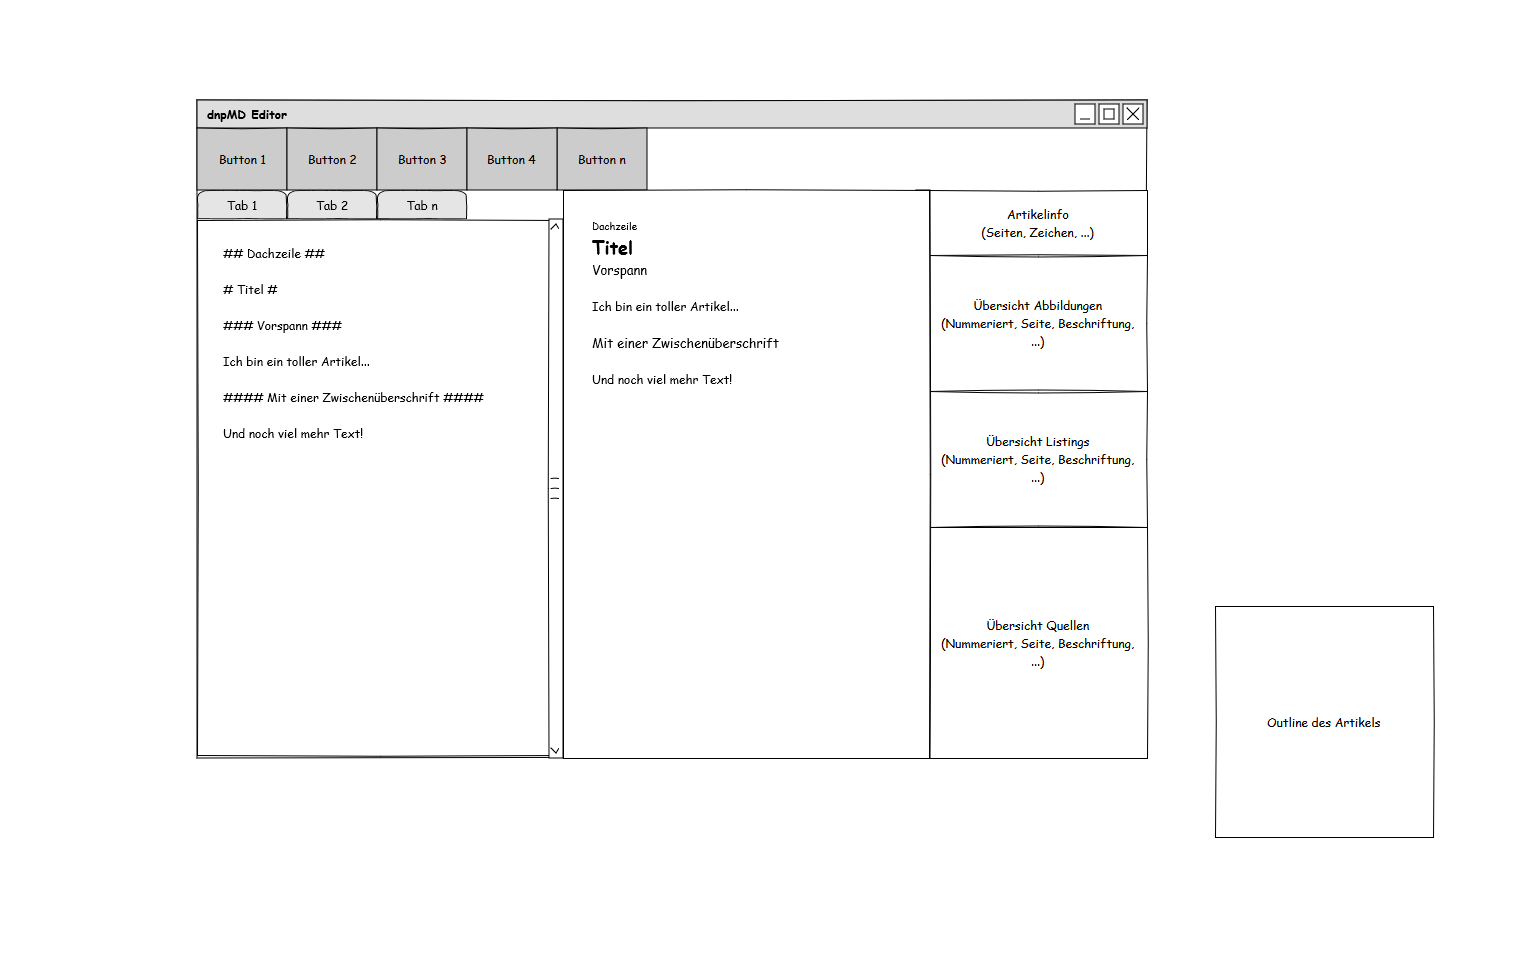 dnpMD Editor
Button 1
Button 2
Button 3
Button 4
Button n
Tab 1
Tab 2
Tab n
## Dachzeile ##
# Titel #
### Vorspann ###
Ich bin ein toller Artikel...
#### Mit einer Zwischenüberschrift ####
Und noch viel mehr Text!
Dachzeile
Titel
Vorspann
Ich bin ein toller Artikel...
Mit einer Zwischenüberschrift
Und noch viel mehr Text!
Artikelinfo
(Seiten, Zeichen, ...)
Übersicht Abbildungen
(Nummeriert, Seite, Beschriftung,
...)
Übersicht Listings
(Nummeriert, Seite, Beschriftung,
...)
Übersicht Quellen
(Nummeriert, Seite, Beschriftung,
...)
Outline des Artikels